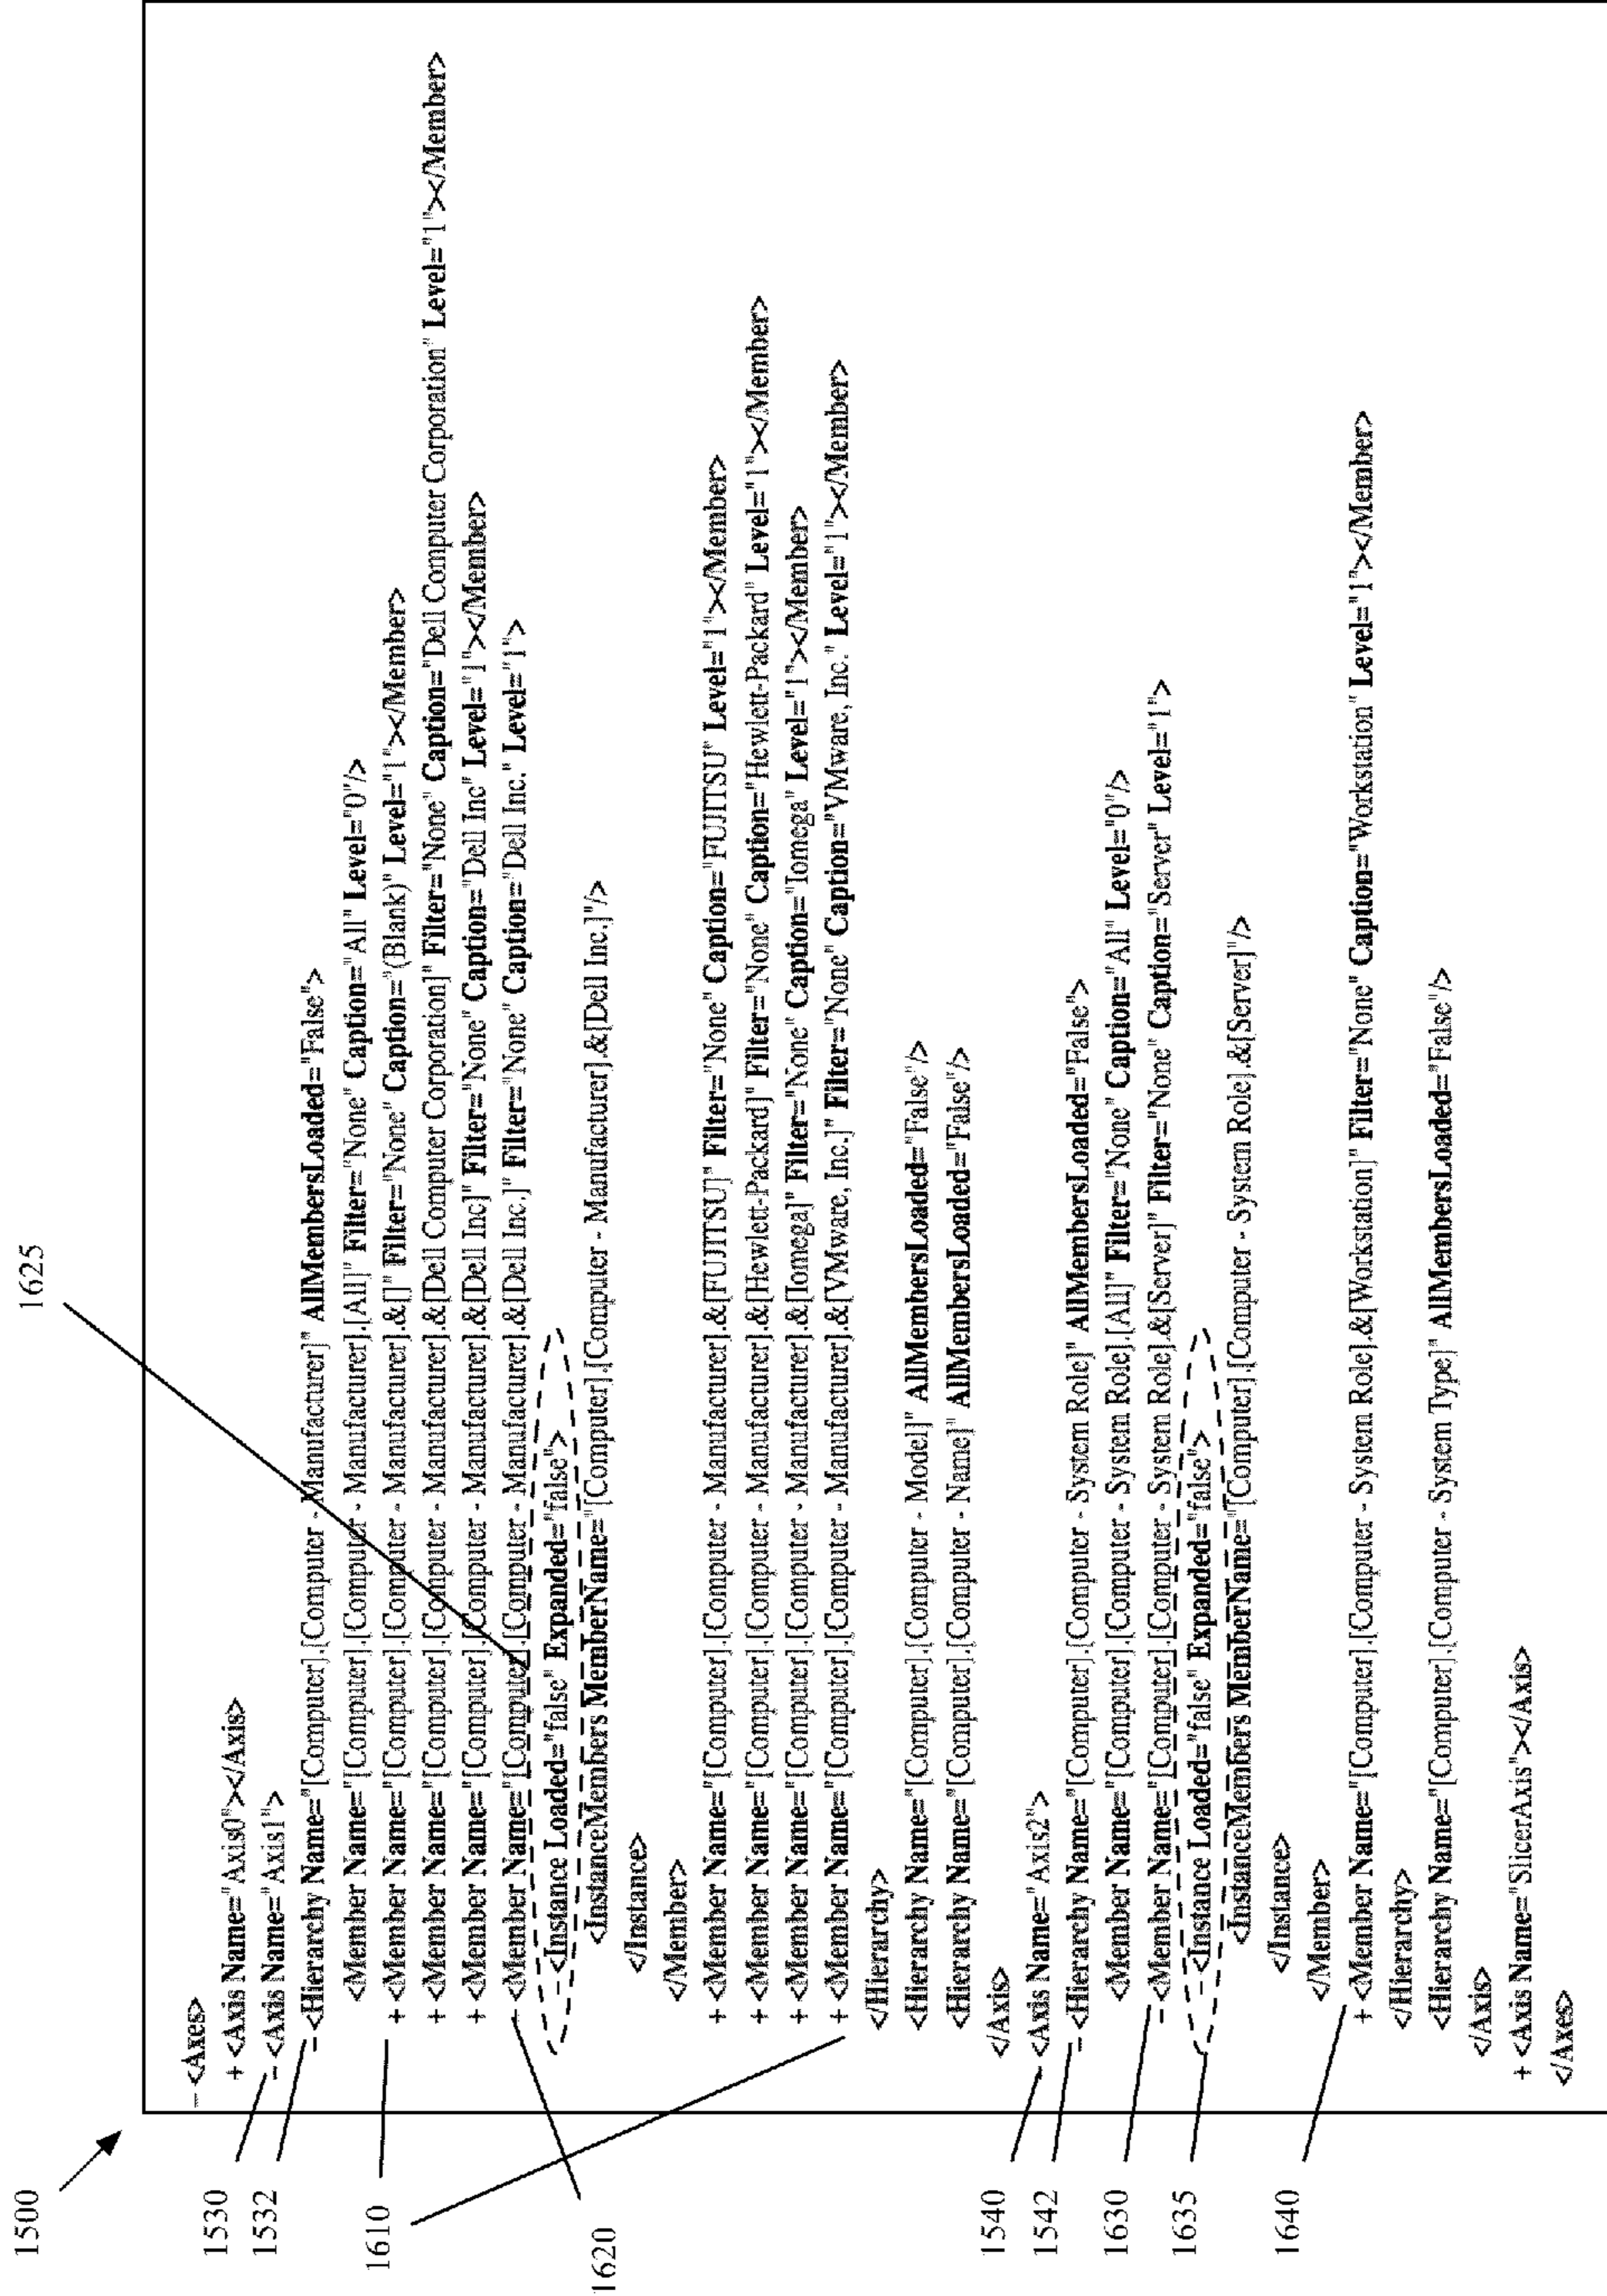 1500
1625
– <Axes>
+ <Axis Name="Axis0"></Axis>
1530
– <Axis Name="Axis1">
1532
– <Hierarchy Name="[Computer].[Computer - Manufacturer]" AllMembersLoaded="False">
<Member Name="[Computer].[Computer - Manufacturer].[All]" Filter="None" Caption="All" Level="0"/>
1610
+ <Member Name="[Computer].[Computer - Manufacturer].&[]" Filter="None" Caption="(Blank)" Level="1"></Member>
+ <Member Name="[Computer].[Computer - Manufacturer].&[Dell Computer Corporation]" Filter="None" Caption="Dell Computer Corporation" Level="1"></Member>
+ <Member Name="[Computer].[Computer - Manufacturer].&[Dell Inc]" Filter="None" Caption="Dell Inc" Level="1"></Member>
1620
– <Member Name="[Computer].[Computer - Manufacturer].&[Dell Inc.]" Filter="None" Caption="Dell Inc." Level="1">
– <Instance Loaded="false" Expanded="false">
<InstanceMembers MemberName="[Computer].[Computer - Manufacturer].&[Dell Inc.]"/>
</Instance>
</Member>
+ <Member Name="[Computer].[Computer - Manufacturer].&[FUJITSU]" Filter="None" Caption="FUJITSU" Level="1"></Member>
+ <Member Name="[Computer].[Computer - Manufacturer].&[Hewlett-Packard]" Filter="None" Caption="Hewlett-Packard" Level="1"></Member>
+ <Member Name="[Computer].[Computer - Manufacturer].&[Iomega]" Filter="None" Caption="Iomega" Level="1"></Member>
+ <Member Name="[Computer].[Computer - Manufacturer].&[VMware, Inc.]" Filter="None" Caption="VMware, Inc." Level="1"></Member>
</Hierarchy>
<Hierarchy Name="[Computer].[Computer - Model]" AllMembersLoaded="False"/>
<Hierarchy Name="[Computer].[Computer - Name]" AllMembersLoaded="False"/>
</Axis>
1540
– <Axis Name="Axis2">
1542
– <Hierarchy Name="[Computer].[Computer - System Role]" AllMembersLoaded="False">
<Member Name="[Computer].[Computer - System Role].[All]" Filter="None" Caption="All" Level="0"/>
1630
– <Member Name="[Computer].[Computer - System Role].&[Server]" Filter="None" Caption="Server" Level="1">
1635
– <Instance Loaded="false" Expanded="false">
<InstanceMembers MemberName="[Computer].[Computer - System Role].&[Server]"/>
</Instance>
</Member>
1640
+ <Member Name="[Computer].[Computer - System Role].&[Workstation]" Filter="None" Caption="Workstation" Level="1"></Member>
</Hierarchy>
<Hierarchy Name="[Computer].[Computer - System Type]" AllMembersLoaded="False"/>
</Axis>
+ <Axis Name="SlicerAxis"></Axis>
</Axes>